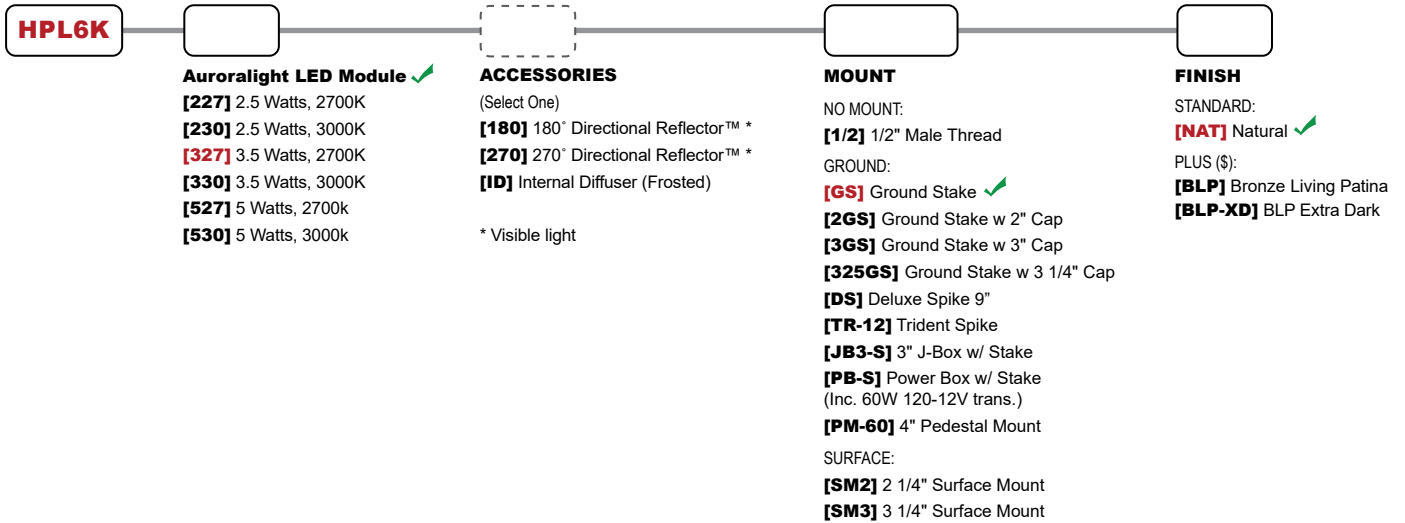 HPL6K
Auroralight LED Module
[227] 2.5 Watts, 2700K
[230] 2.5 Watts, 3000K
[327] 3.5 Watts, 2700K
[330] 3.5 Watts, 3000K
[527] 5 Watts, 2700k
[530] 5 Watts, 3000k
ACCESSORIES
(Select One)
[180] 180˚ Directional Reflector™ *
[270] 270˚ Directional Reflector™ *
[ID] Internal Diffuser (Frosted)
* Visible light
MOUNT
NO MOUNT:
[1/2] 1/2" Male Thread
GROUND:
[GS] Ground Stake
[2GS] Ground Stake w 2" Cap
[3GS] Ground Stake w 3" Cap
[325GS] Ground Stake w 3 1/4" Cap
[DS] Deluxe Spike 9”
[TR-12] Trident Spike
[JB3-S] 3" J-Box w/ Stake
[PB-S] Power Box w/ Stake
(Inc. 60W 120-12V trans.)
[PM-60] 4" Pedestal Mount
SURFACE:
[SM2] 2 1/4" Surface Mount
[SM3] 3 1/4" Surface Mount
FINISH
STANDARD:
[NAT] Natural
PLUS ($):
[BLP] Bronze Living Patina
[BLP-XD] BLP Extra Dark